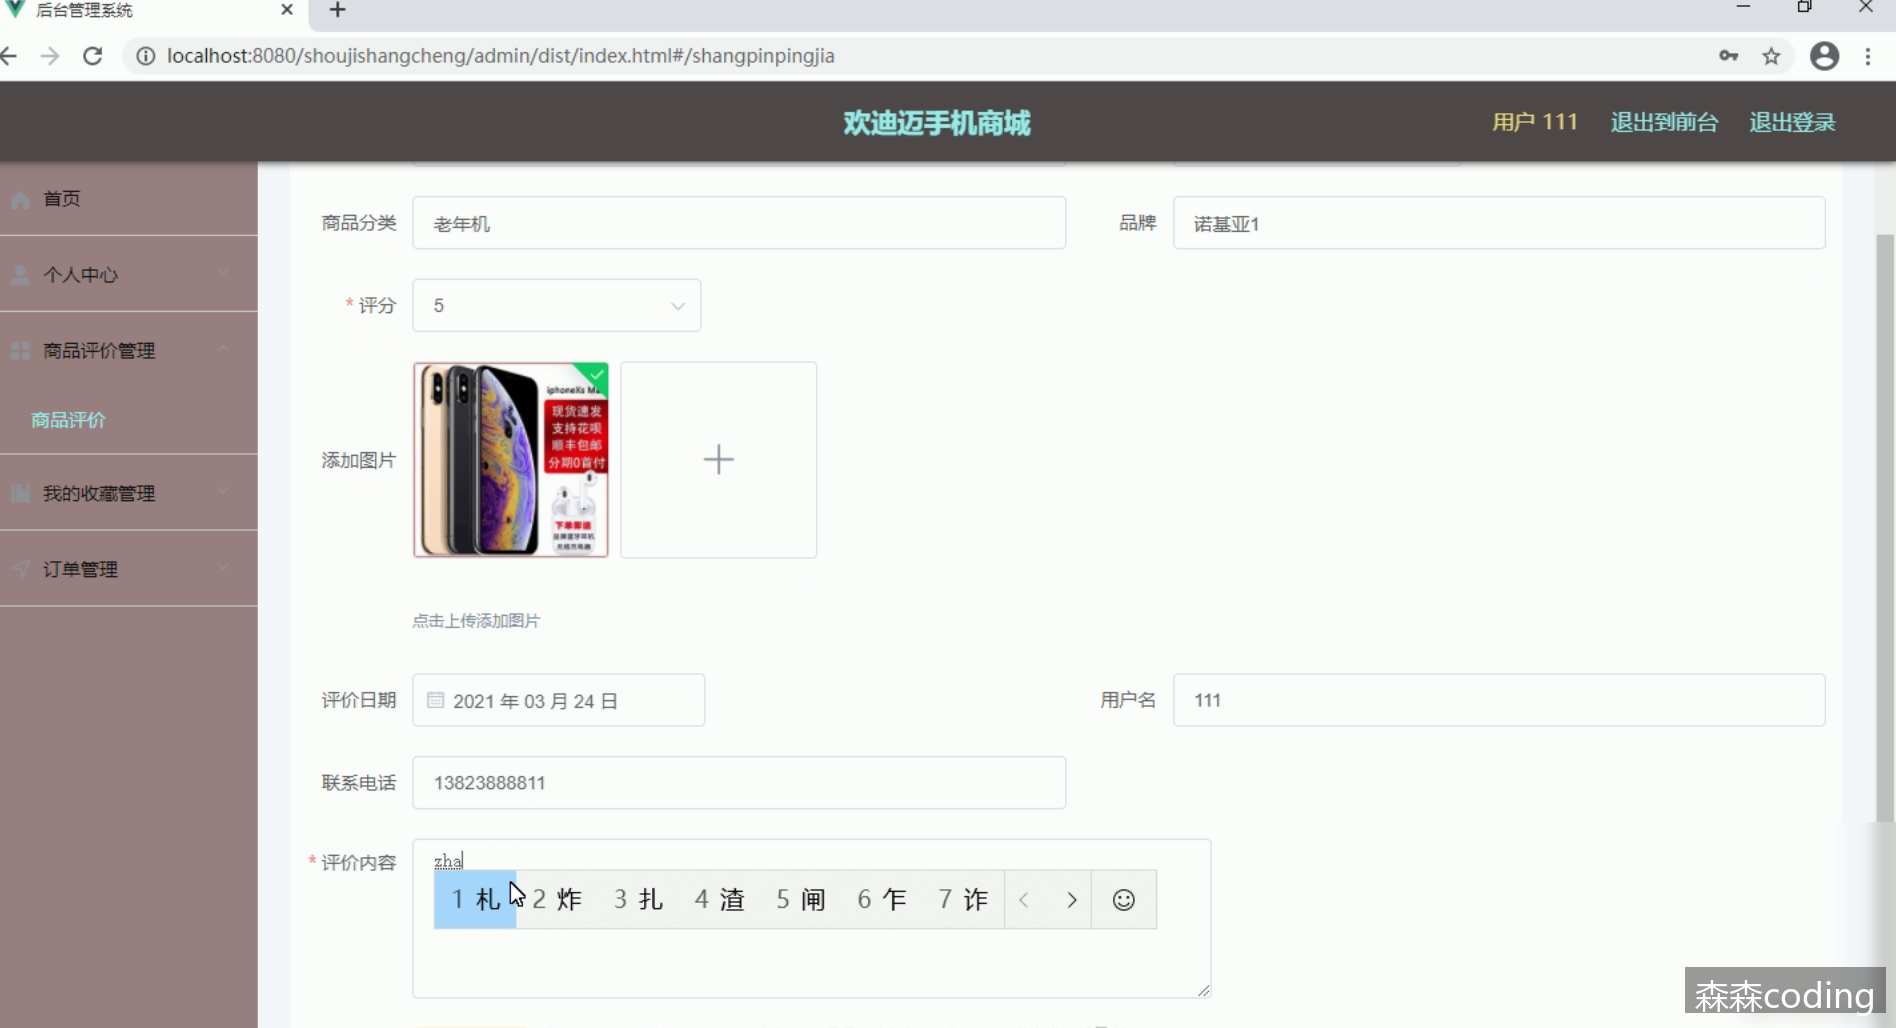 后台管理系统
localhost:8080/shoujishangcheng/admin/dist/index.html#/shangpinpingjia
欢迪迈手机商城
用户 111
退出到前台
退出登录
首页
个人中心
商品评价管理
商品评价
我的收藏管理
订单管理
商品分类
老年机
品牌
诺基亚1
* 评分
5
添加图片
iphoneXs Ma
现货速发
支持花呗
顺丰包邮
分期0首付
下单即送
点击上传添加图片
评价日期
2021 年 03 月 24 日
用户名
111
联系电话
13823888811
* 评价内容
zha
1 札 2 炸 3 扎 4 渣 5 闸 6 乍 7 诈
森森coding